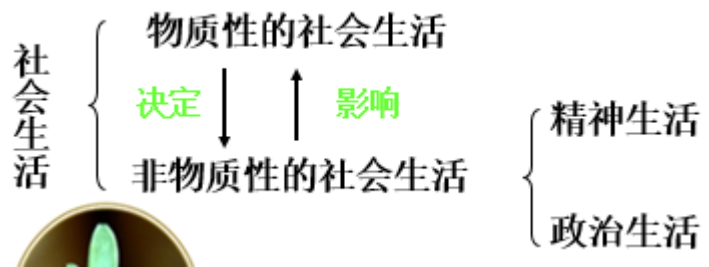 社会生活
物质性的社会生活
决定
影响
非物质性的社会生活
精神生活
政治生活